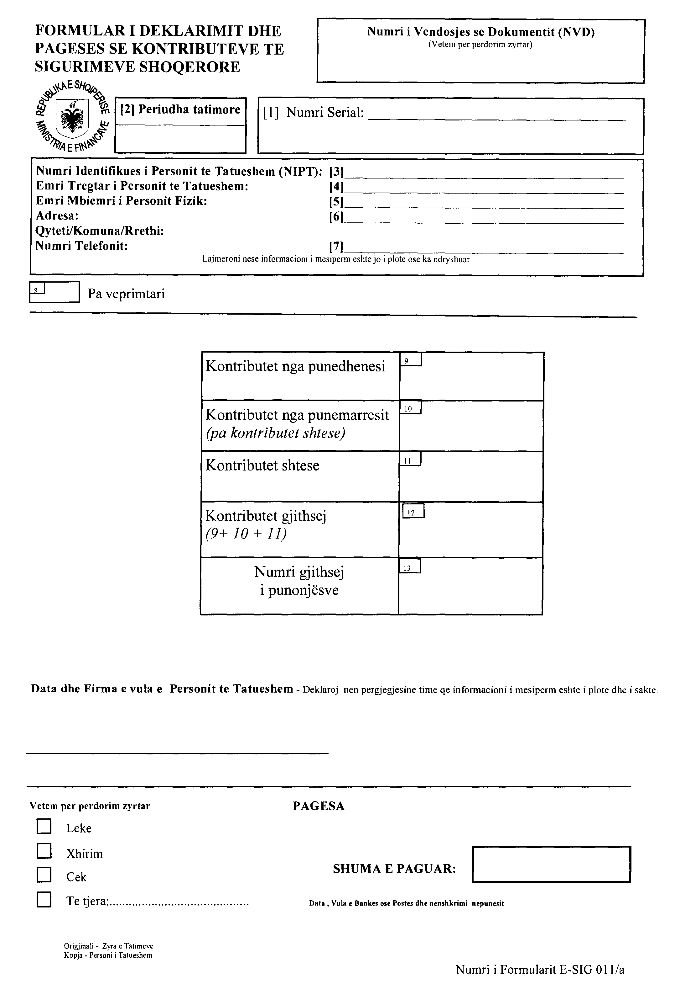 FORMULAR I DEKLARIMIT DHE
PAGESES SE KONTRIBUTEVE TE
SIGURIMEVE SHOQERORE
Numri i Vendosjes se Dokumentit (NVD)
(Vetem per perdorim zyrtar)
REPUBLIKA E SHQIPERISE
MINISTRIA E FINANCAVE
[2] Periudha tatimore
[1] Numri Serial:
Numri Identifikues i Personit te Tatueshem (NIPT): [3]
Emri Tregtar i Personit te Tatueshem: [4]
Emri Mbiemri i Personit Fizik: [5]
Adresa: [6]
Qyteti/Komuna/Rrethi:
Numri Telefonit: [7]
Lajmeroni nese informacioni i mesiperm eshte jo i plote ose ka ndryshuar
8 Pa veprimtari
Kontributet nga punedhenesi 9
Kontributet nga punemarresit 10
(pa kontributet shtese)
Kontributet shtese 11
Kontributet gjithsej 12
(9+ 10 + 11)
Numri gjithsej 13
i punonjësve
Data dhe Firma e vula e Personit te Tatueshem - Deklaroj nen pergjegjesine time qe informacioni i mesiperm eshte i plote dhe i sakte.
Vetem per perdorim zyrtar
PAGESA
Leke
Xhirim
SHUMA E PAGUAR:
Cek
Te tjera:............................................
Data , Vula e Bankes ose Postes dhe nenshkrimi nepunesit
Origjinali - Zyra e Tatimeve
Kopja - Personi i Tatueshem
Numri i Formularit E-SIG 011/a